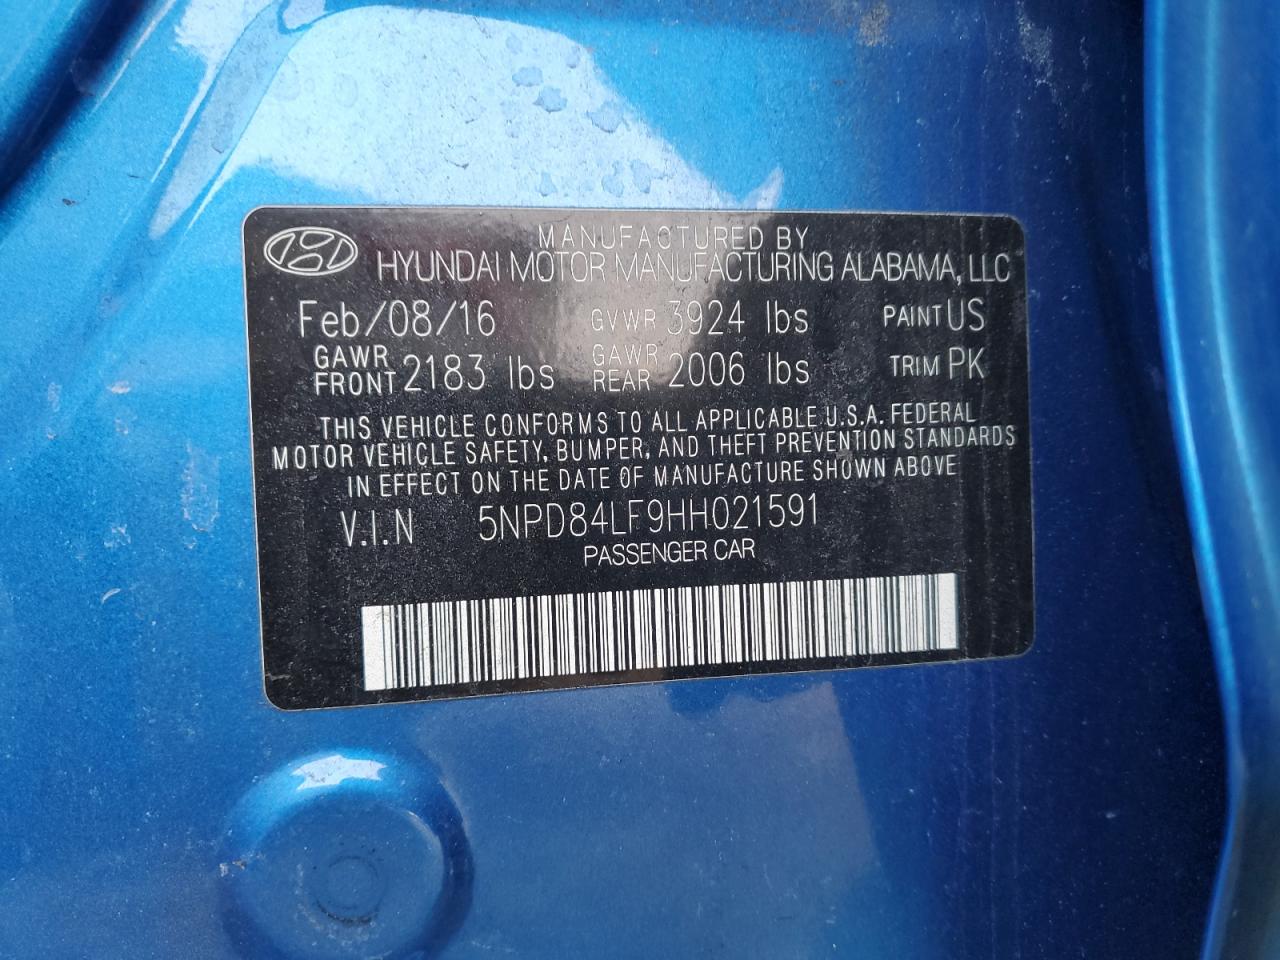 MANUFACTURED BY
HYUNDAI MOTOR MANUFACTURING ALABAMA, LLC
Feb/08/16 GVWR 3924 lbs PAINT US
GAWR FRONT 2183 lbs GAWR REAR 2006 lbs TRIM PK
THIS VEHICLE CONFORMS TO ALL APPLICABLE U.S.A. FEDERAL
MOTOR VEHICLE SAFETY, BUMPER, AND THEFT PREVENTION STANDARDS
IN EFFECT ON THE DATE OF MANUFACTURE SHOWN ABOVE
V.I.N 5NPD84LF9HH021591
PASSENGER CAR